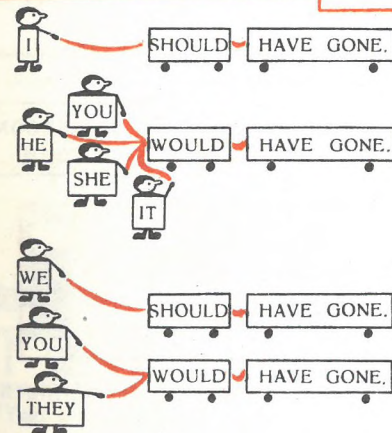 I SHOULD HAVE GONE.
YOU
HE WOULD HAVE GONE.
SHE
IT
WE
SHOULD HAVE GONE.
YOU
WOULD HAVE GONE.
THEY